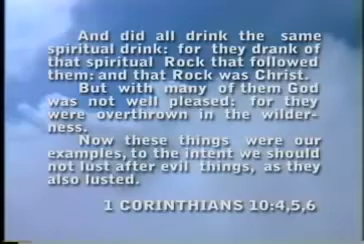 And did all drink the same
spiritual drink: for they drank of
that spiritual Rock that followed
them: and that Rock was Christ.
But with many of them God
was not well pleased: for they
were overthrown in the wilder-
ness.
Now these things were our
examples, to the intent we should
not lust after evil things, as they
also lusted.
1 CORINTHIANS 10:4,5,6